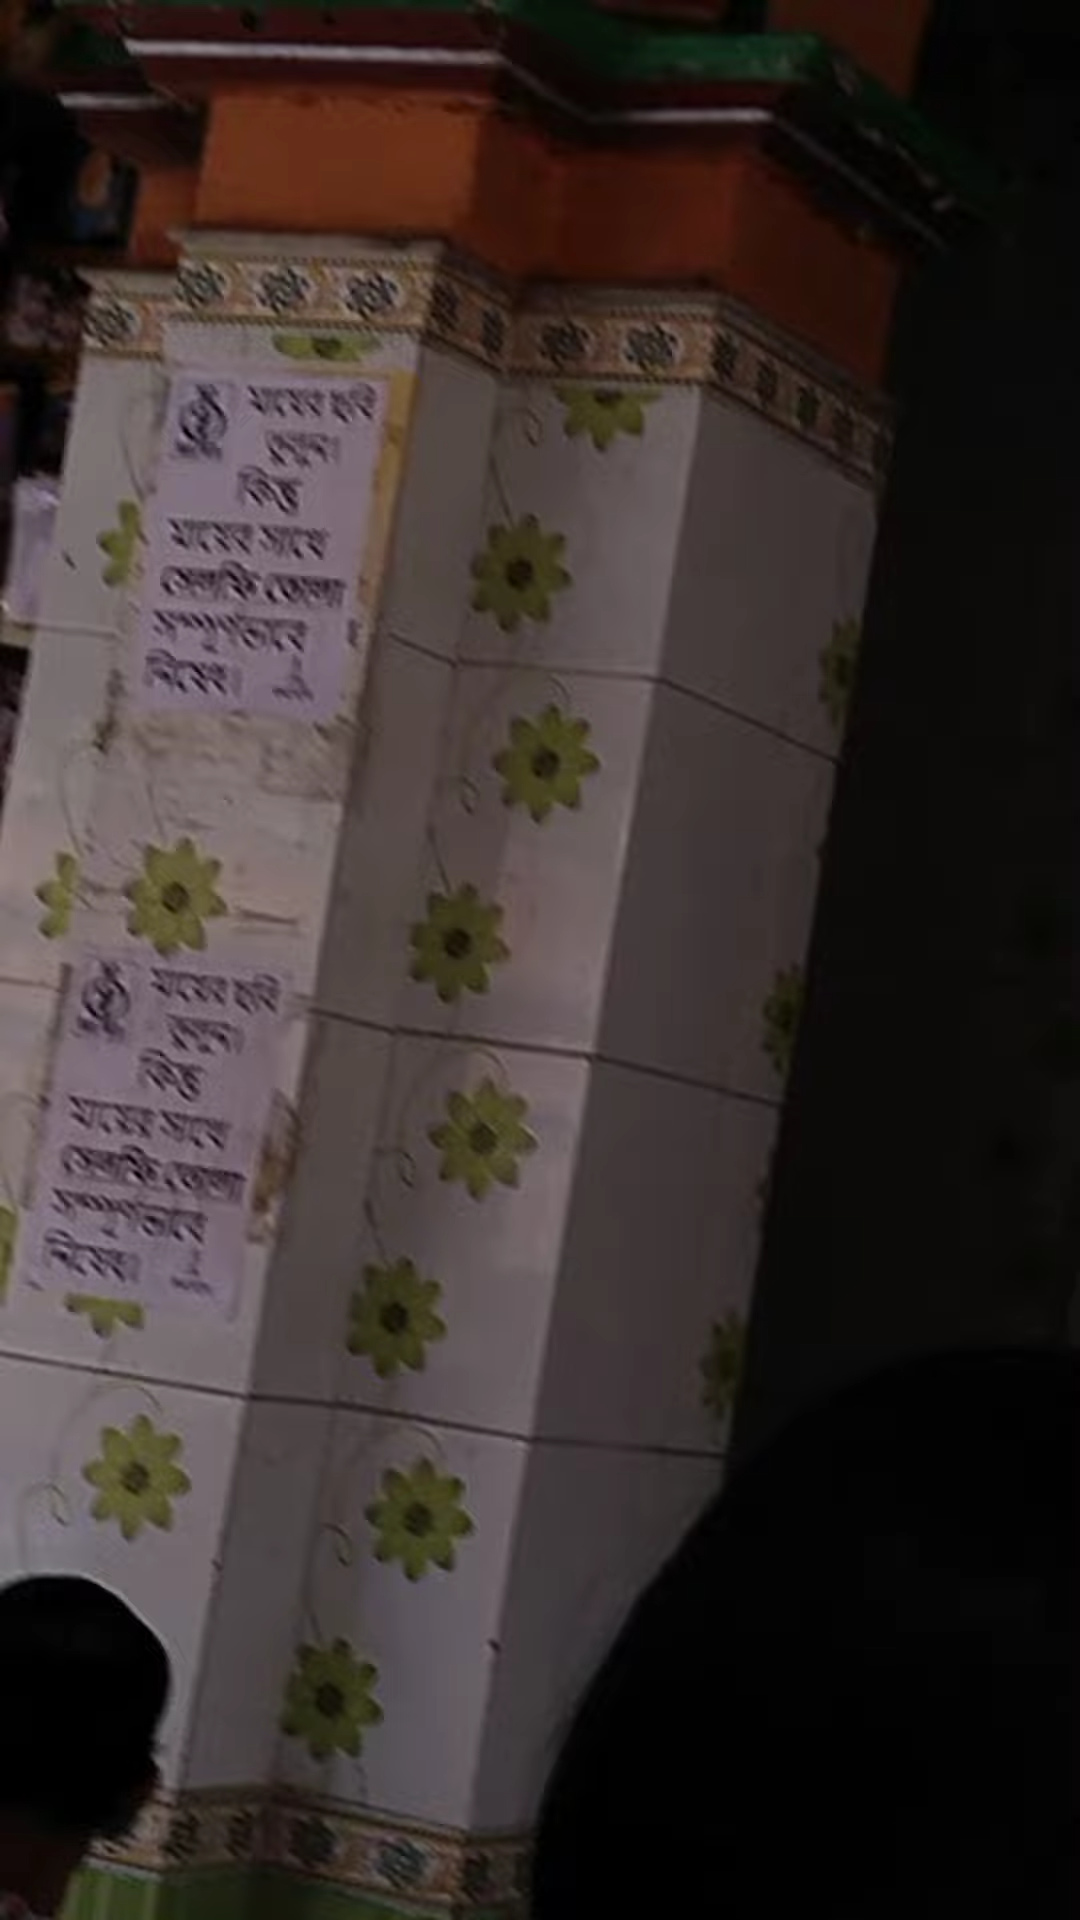 মায়ের ছবি
তুলুন।
কিন্তু
মায়ের সাথে
সেলফি তোলা
সম্পূর্ণভাবে
নিষেধ।
মায়ের ছবি
তুলুন।
কিন্তু
মায়ের সাথে
সেলফি তোলা
সম্পূর্ণভাবে
নিষেধ।